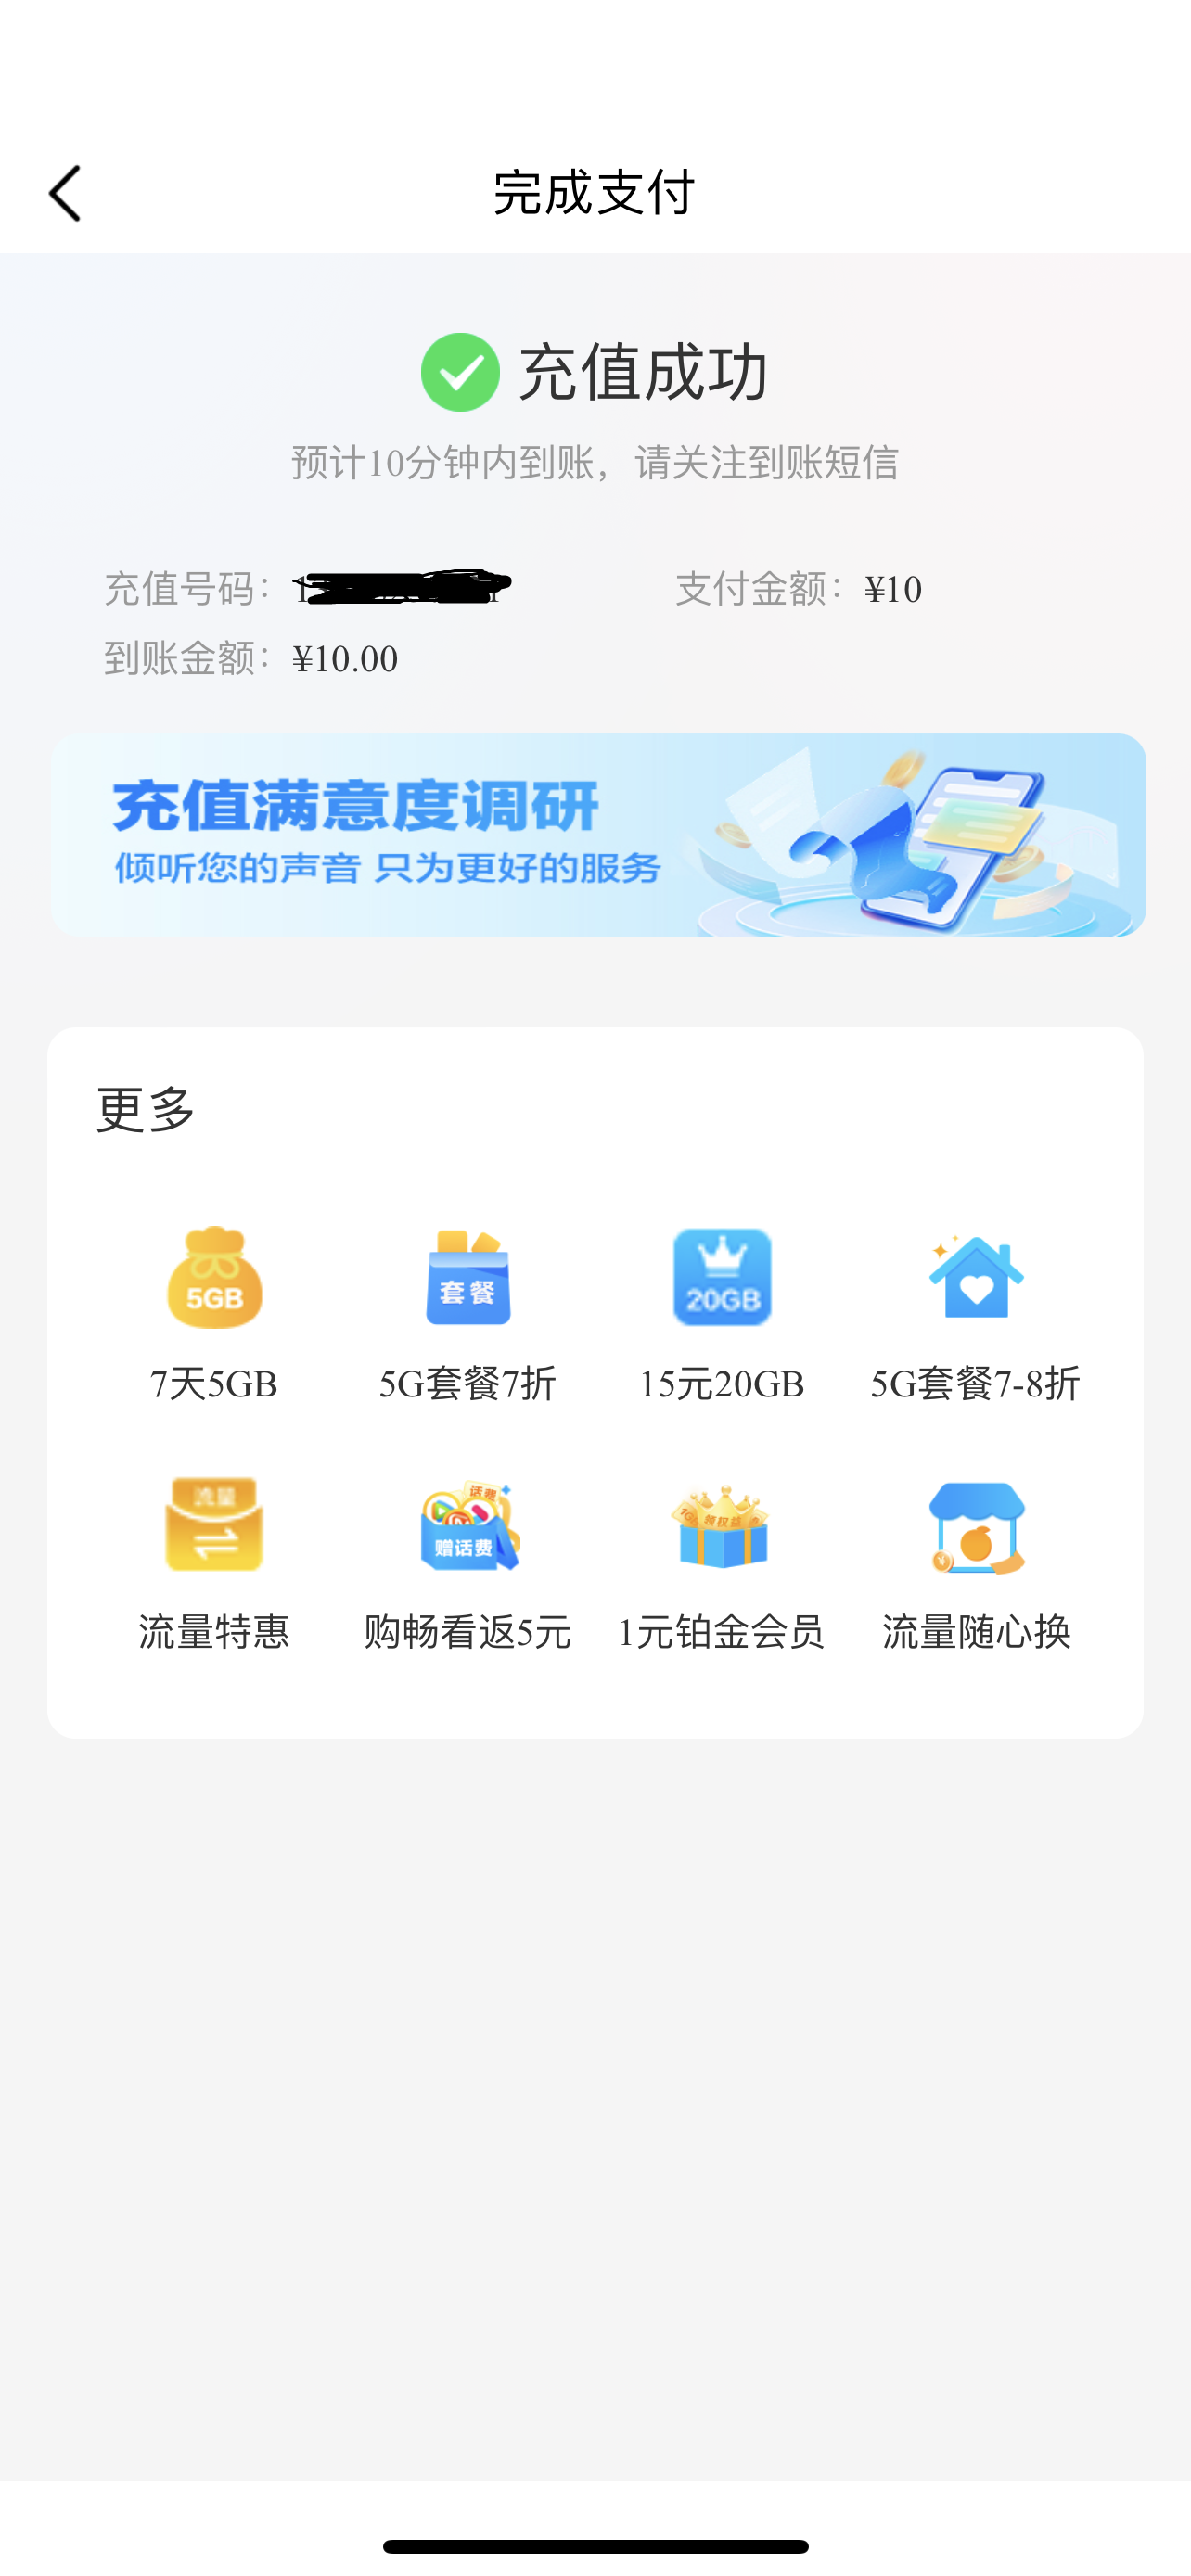 完成支付
充值成功
预计10分钟内到账，请关注到账短信
充值号码： 支付金额：¥10
到账金额：¥10.00
充值满意度调研
倾听您的声音 只为更好的服务
更多
5GB 套餐 20GB
7天5GB 5G套餐7折 15元20GB 5G套餐7-8折
流量 话费 领权益
赠话费
流量特惠 购畅看返5元 1元铂金会员 流量随心换